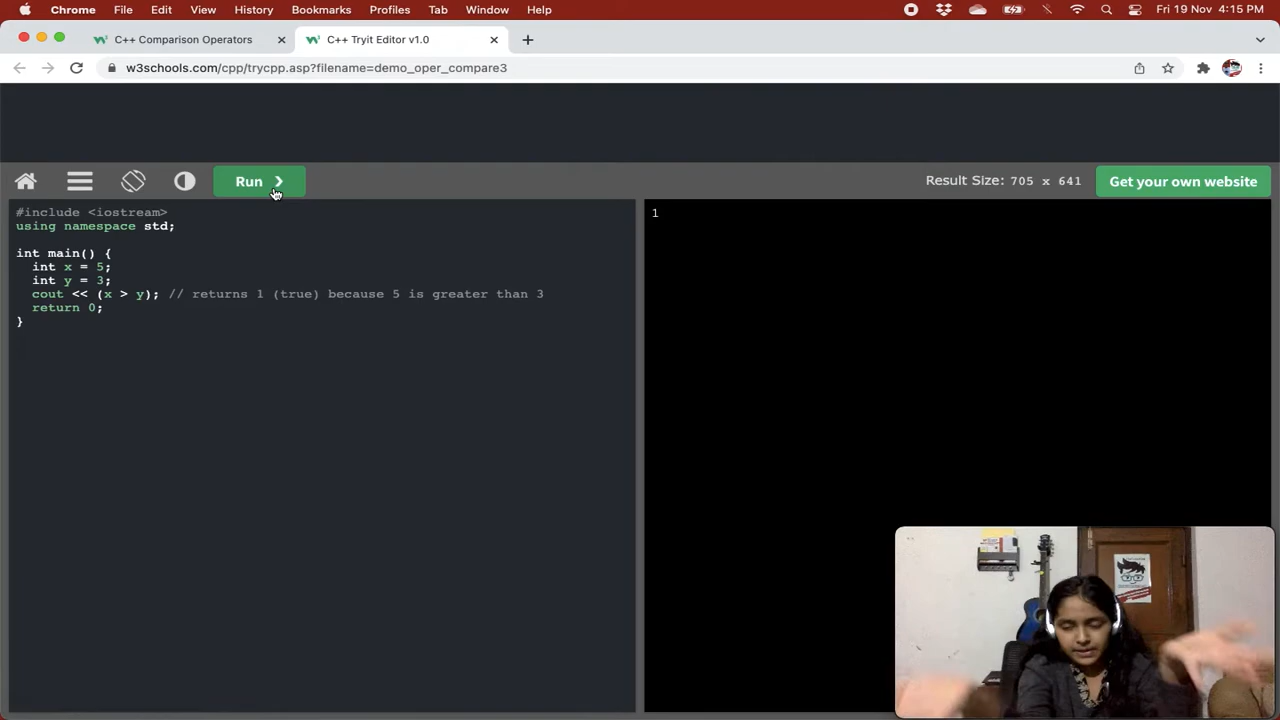 Chrome File Edit View History Bookmarks Profiles Tab Window Help Fri 19 Nov 4:15 PM
C++ Comparison Operators C++ Tryit Editor v1.0
w3schools.com/cpp/trycpp.asp?filename=demo_oper_compare3
Run Result Size: 705 x 641 Get your own website
#include <iostream>
using namespace std;
int main() {
int x = 5;
int y = 3;
cout << (x > y); // returns 1 (true) because 5 is greater than 3
return 0;
}
1